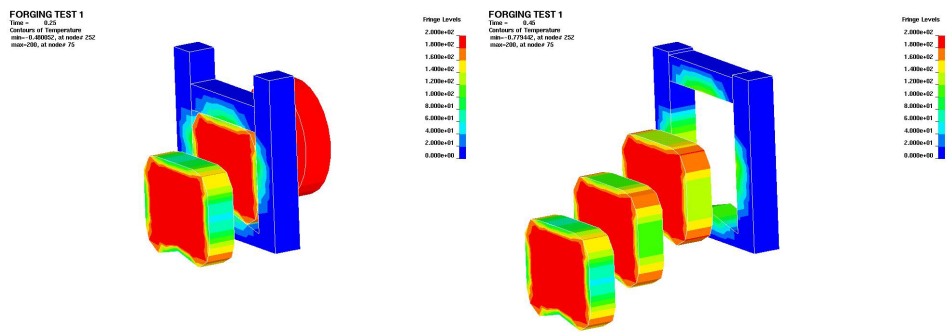 FORGING TEST 1
Time = 0.25
Contours of Temperature
min=-0.480052, at node# 252
max=200, at node# 75
Fringe Levels
2.000e+02
1.800e+02
1.600e+02
1.400e+02
1.200e+02
1.000e+02
8.000e+01
6.000e+01
4.000e+01
2.000e+01
0.000e+00
FORGING TEST 1
Time = 0.45
Contours of Temperature
min=-0.779442, at node# 252
max=200, at node# 75
Fringe Levels
2.000e+02
1.800e+02
1.600e+02
1.400e+02
1.200e+02
1.000e+02
8.000e+01
6.000e+01
4.000e+01
2.000e+01
0.000e+00